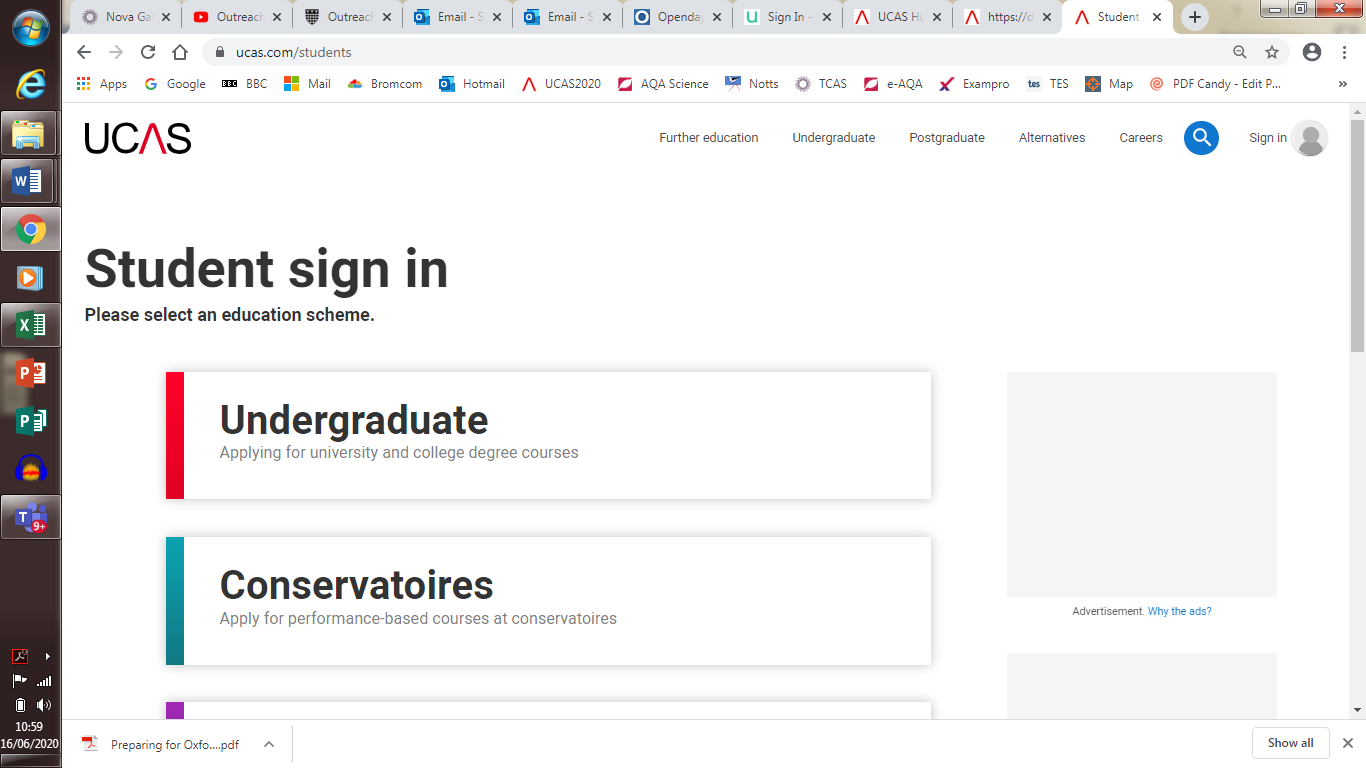 Nova Ga
Outreach
Outreach
Email - S
Email - S
Openday
Sign In -
UCAS Hu
https://d
Student
ucas.com/students
Apps
Google
BBC
Mail
Bromcom
Hotmail
UCAS2020
AQA Science
Notts
TCAS
e-AQA
Exampro
tes TES
Map
PDF Candy - Edit P...
»
UCAS
Further education
Undergraduate
Postgraduate
Alternatives
Careers
Sign in
Student sign in
Please select an education scheme.
Undergraduate
Applying for university and college degree courses
Conservatoires
Apply for performance-based courses at conservatoires
Advertisement. Why the ads?
9+
10:59
16/06/2020
Preparing for Oxfo....pdf
Show all